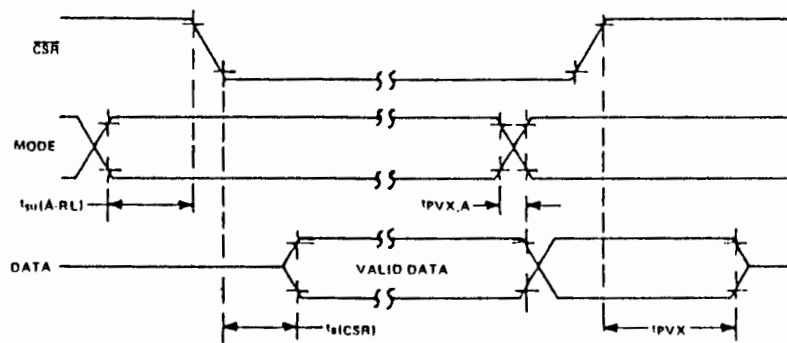 CSR
MODE
tsu(A-RL)
tPVX,A
DATA
VALID DATA
ta(CSR)
tPVX